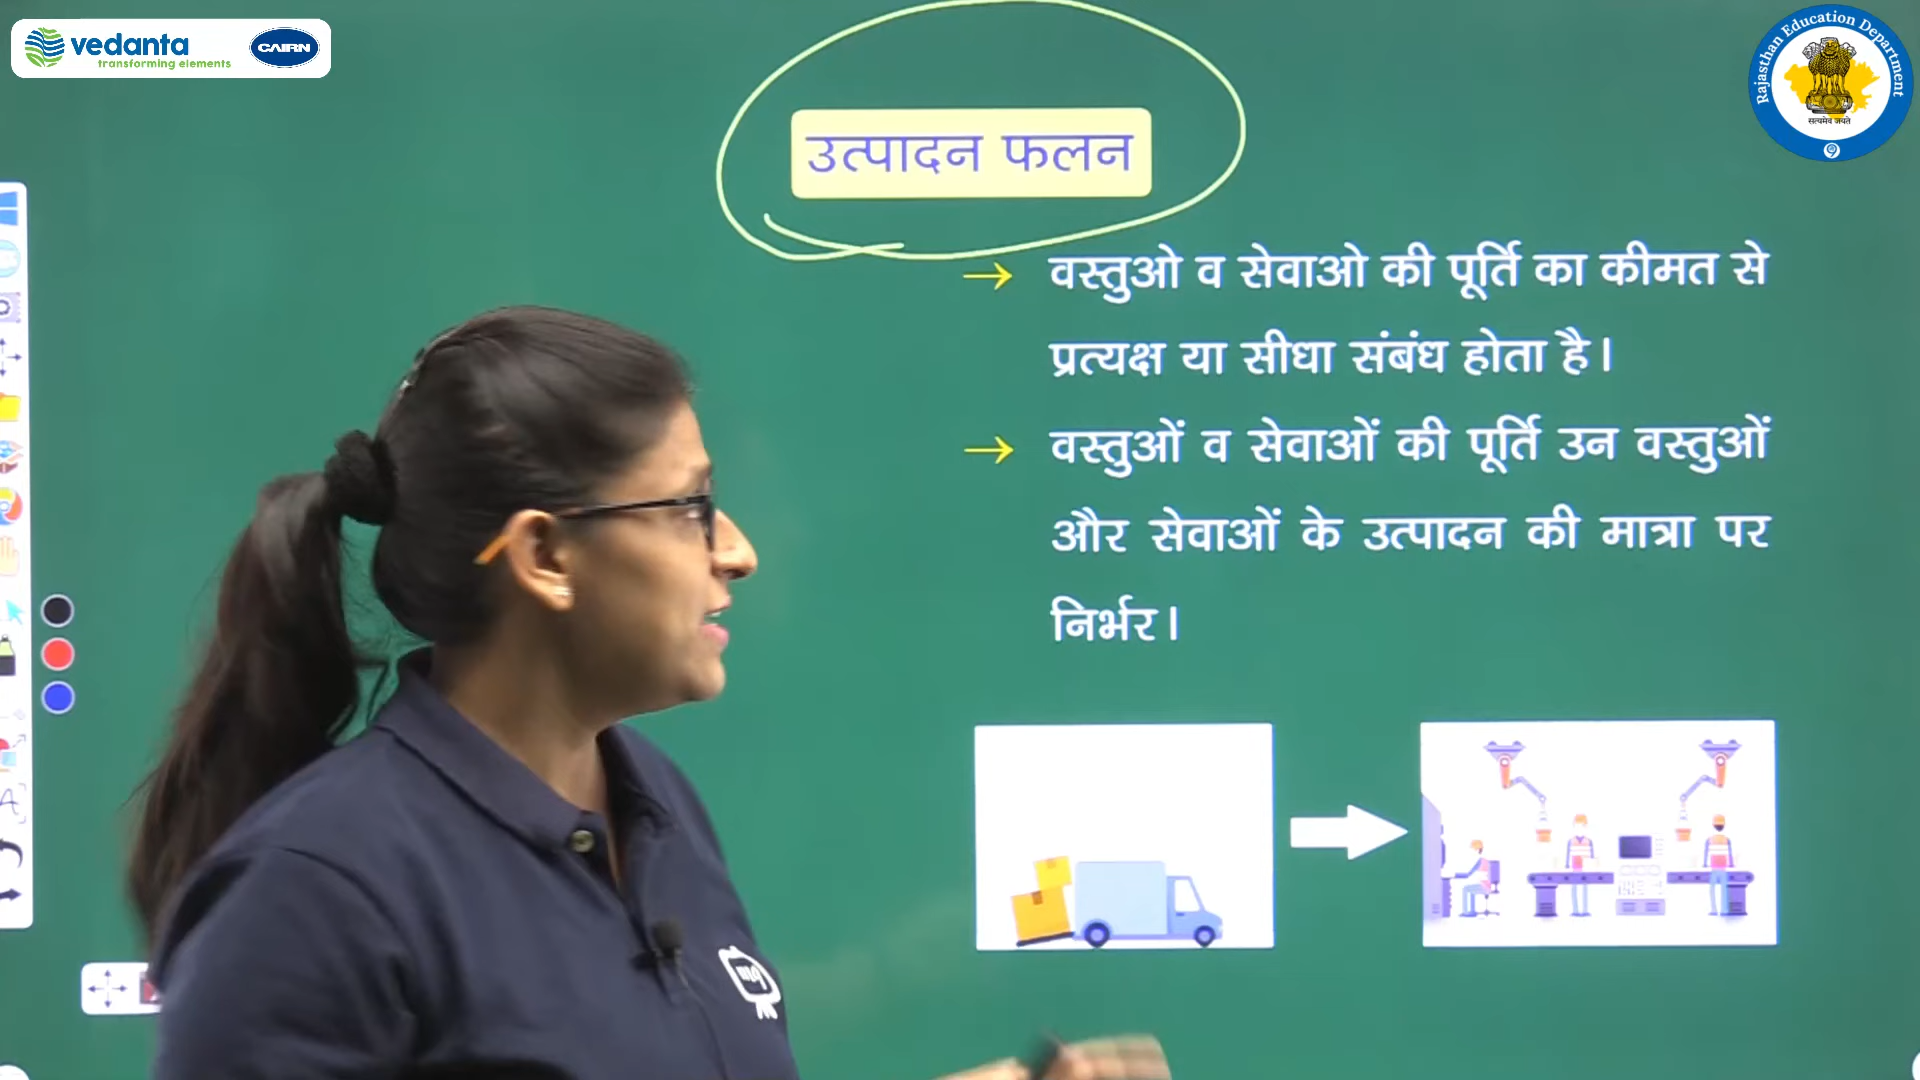 vedanta
transforming elements
CAIRN
Rajasthan Education Department
सत्यमेव जयते
उत्पादन फलन
→ वस्तुओ व सेवाओ की पूर्ति का कीमत से
प्रत्यक्ष या सीधा संबंध होता है।
→ वस्तुओं व सेवाओं की पूर्ति उन वस्तुओं
और सेवाओं के उत्पादन की मात्रा पर
निर्भर।